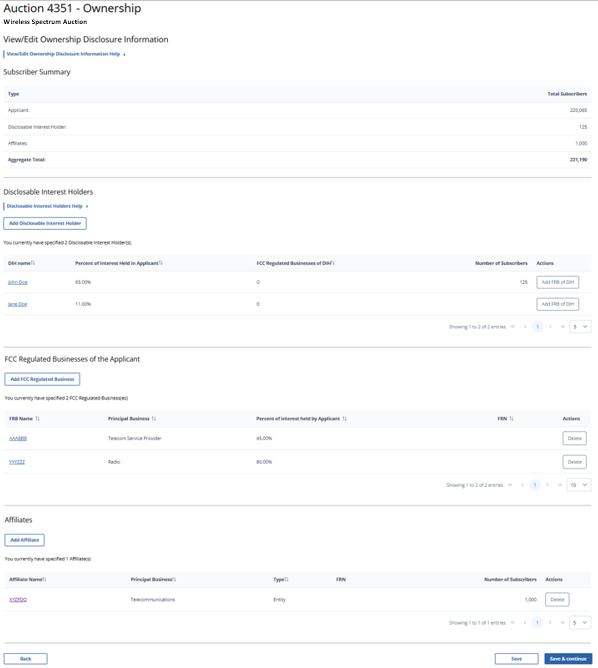 Auction 4351 - Ownership
Wireless Spectrum Auction
View/Edit Ownership Disclosure Information
View/Edit Ownership Disclosure Information Help
Subscriber Summary
Type Total Subscribers
Applicant: 220,065
Disclosable Interest Holder: 125
Affiliates: 1,000
Aggregate Total: 221,190
Disclosable Interest Holders
Disclosable Interest Holders Help
Add Disclosable Interest Holder
You currently have specified 2 Disclosable Interest Holder(s).
DIH name Percent of Interest Held in Applicant FCC Regulated Businesses of DIH Number of Subscribers Actions
John Doe 65.00% 0 125 Add FRB of DIH
Jane Doe 11.00% 0 Add FRB of DIH
Showing 1 to 2 of 2 entries « ‹ 1 › » 5
FCC Regulated Businesses of the Applicant
Add FCC Regulated Business
You currently have specified 2 FCC Regulated Business(es)
FRB Name Principal Business Percent of interest held by Applicant FRN Actions
AAABBB Telecom Service Provider 45.00% Delete
YYYZZZ Radio 80.00% Delete
Showing 1 to 2 of 2 entries « ‹ 1 › » 10
Affiliates
Add Affiliate
You currently have specified 1 Affiliate(s)
Affiliate Name Principal Business Type FRN Number of Subscribers Actions
Telecommunications Entity 1,000 Delete
Showing 1 to 1 of 1 entries « ‹ 1 › » 5
Back Save Save & continue